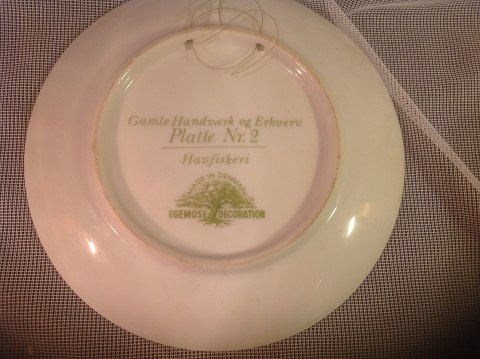 Gamle Handværk og Erhverv
Platte Nr. 2
Havfiskeri
MADE IN DENMARK
EGEMOSE DECORATION